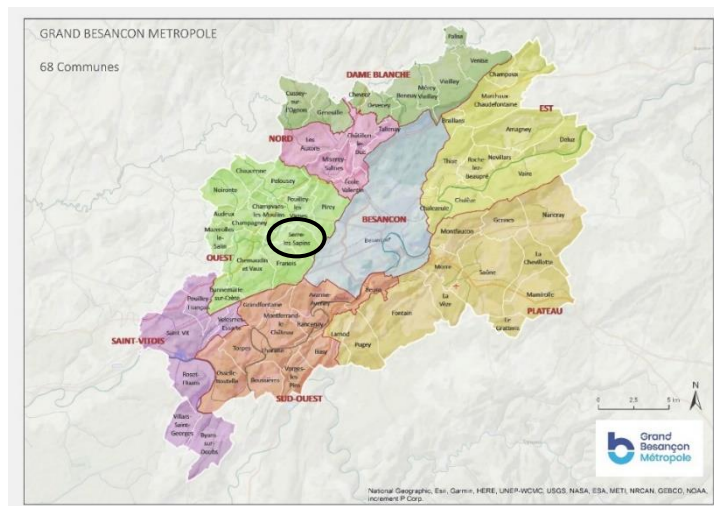 GRAND BESANCON METROPOLE
68 Communes
Palise
Venise
DAME BLANCHE
Vieilley
Champoux
Cussey-
sur-
l'Ognon
Chevroz
Devecey
Bonnay
Mérey
Vieilley
Marchaux
Chaudefontaine
EST
Geneuille
NORD
Les
Auxons
Châtillon-
le-
Duc
Tallenay
Braillans
Amagney
Deluz
Miserey-
Salines
École
Valentin
Thise
Roche-
lez-
Beaupré
Novillars
Vaire
Chaucenne
Pelousey
Noironte
Pouilley-
les-
Vignes
Pirey
Champvans-
les-Moulins
Champagney
Audeux
Mazerolles-
le-
Salin
Serre-
les Sapins
BESANCON
Besançon
Chalezeule
Chalèze
Gennes
Nancray
Montfaucon
OUEST
Chemaudin
et Vaux
Franois
La
Chevillotte
Morre
Saône
Mamirolle
Dannemarie-
sur-Crète
Pouilley
Français
Grandfontaine
Avanne-
Aveney
Beure
La
Vèze
Fontain
Le
Gratteris
PLATEAU
Velesmes-
Essarts
Montferrand-
le-
Château
Rancenay
Larnod
Pugey
SAINT-VITOIS
Saint Vit
Torpes
Thoraise
Busy
Osselle-
Routelle
Boussières
Vorges-
les-
Pins
Roset-
Fluans
SUD-OUEST
Villars-
Saint-
Georges
Byans-
sur-
Doubs
N
0 2,5 5 km
Grand
Besançon
Métropole
National Geographic, Esri, Garmin, HERE, UNEP-WCMC, USGS, NASA, ESA, METI, NRCAN, GEBCO, NOAA,
increment P Corp.